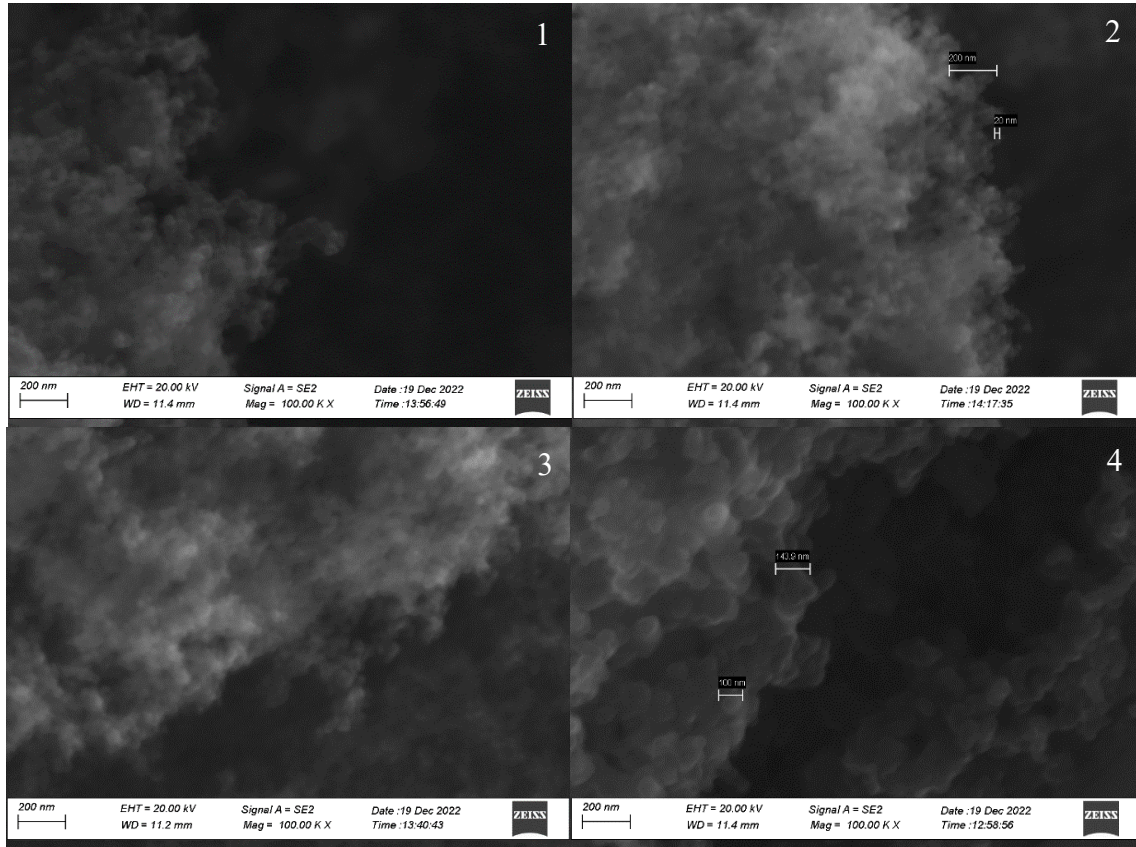 1
200 nm
EHT = 20.00 kV
Signal A = SE2
Date :19 Dec 2022
WD = 11.4 mm
Mag = 100.00 K X
Time :13:56:49
ZEISS
2
200 nm
20 nm
200 nm
EHT = 20.00 kV
Signal A = SE2
Date :19 Dec 2022
WD = 11.4 mm
Mag = 100.00 K X
Time :14:17:35
ZEISS
3
200 nm
EHT = 20.00 kV
Signal A = SE2
Date :19 Dec 2022
WD = 11.2 mm
Mag = 100.00 K X
Time :13:40:43
ZEISS
4
143.9 nm
100 nm
200 nm
EHT = 20.00 kV
Signal A = SE2
Date :19 Dec 2022
WD = 11.4 mm
Mag = 100.00 K X
Time :12:58:56
ZEISS